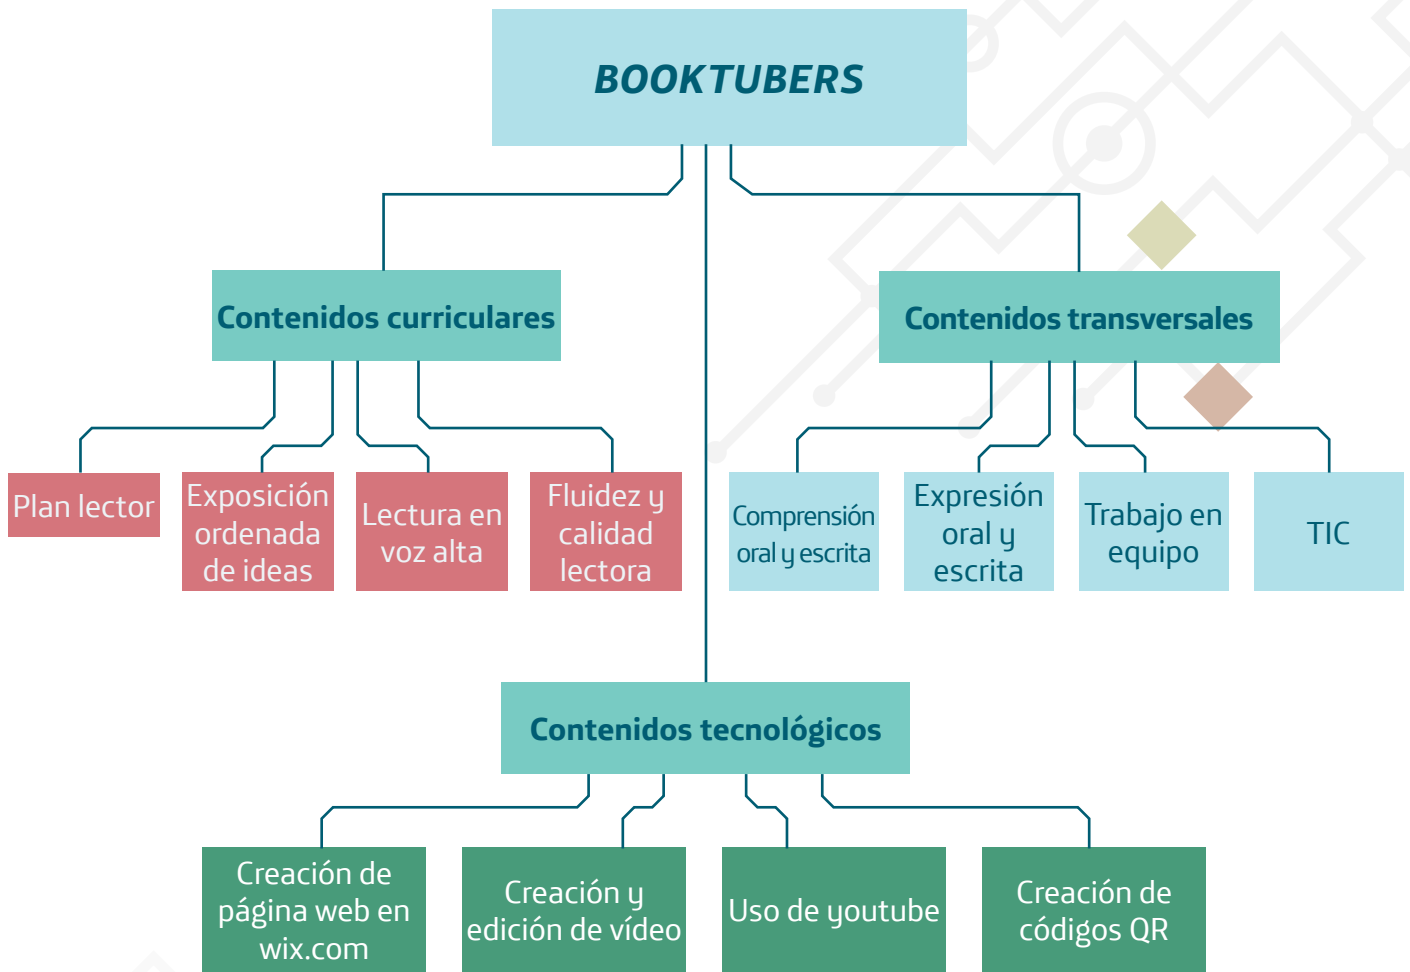 BOOKTUBERS
Contenidos curriculares
Contenidos transversales
Plan lector
Exposición
ordenada
de ideas
Lectura en
voz alta
Fluidez y
calidad
lectora
Comprensión
oral y escrita
Expresión
oral y
escrita
Trabajo en
equipo
TIC
Contenidos tecnológicos
Creación de
página web en
wix.com
Creación y
edición de vídeo
Uso de youtube
Creación de
códigos QR